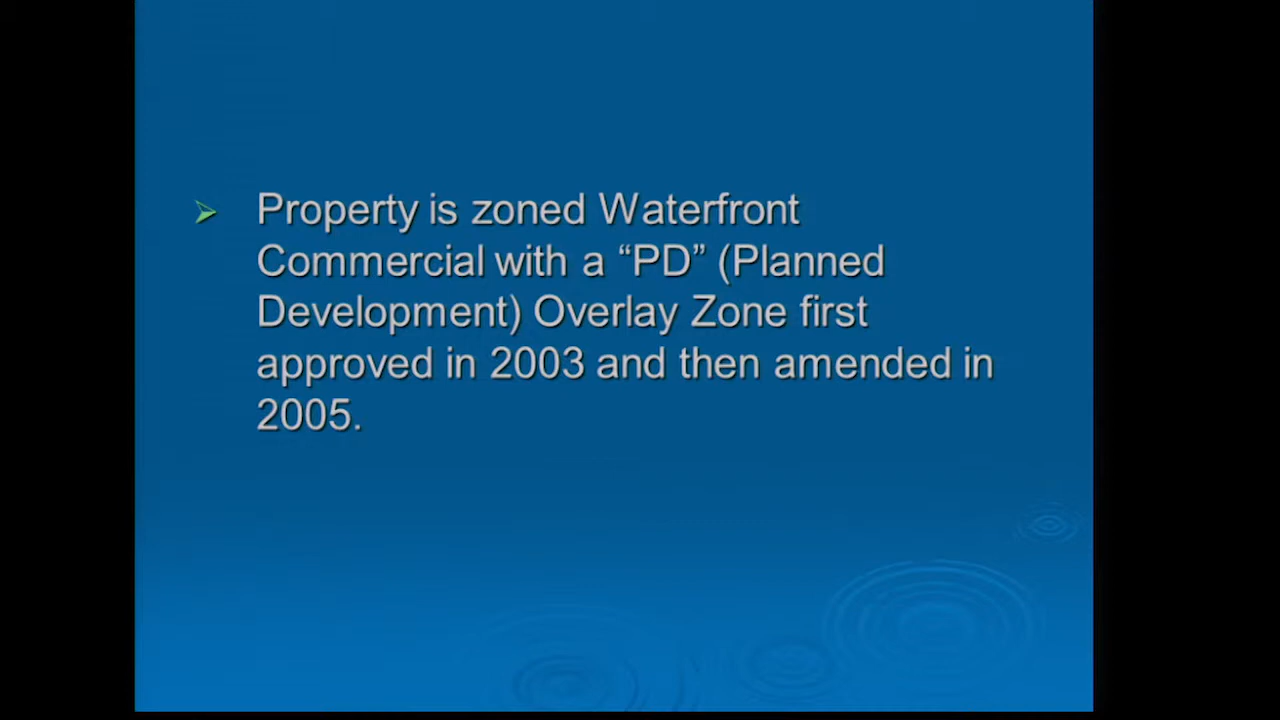 Property is zoned Waterfront
Commercial with a “PD” (Planned
Development) Overlay Zone first
approved in 2003 and then amended in
2005.